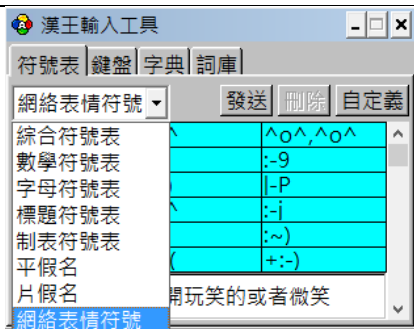 漢王輸入工具
符號表 鍵盤 字典 詞庫
網絡表情符號 發送 刪除 自定義
綜合符號表 ^o^,^o^
數學符號表 :-9
字母符號表 |-P
標題符號表 :-j
制表符號表 :~)
平假名 +:-)
片假名 開玩笑的或者微笑
網絡表情符號